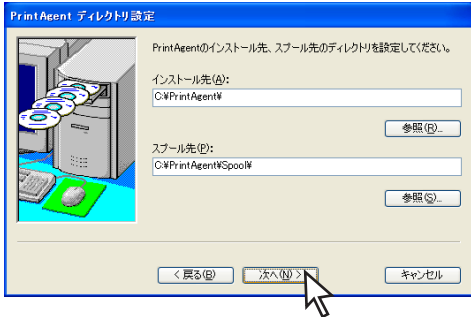 PrintAgent ディレクトリ設定
PrintAgentのインストール先、スプール先のディレクトリを設定してください。
インストール先(A):
C:¥PrintAgent¥
参照(R)...
スプール先(P):
C:¥PrintAgent¥Spool¥
参照(S)...
< 戻る(B) 次へ(N) > キャンセル